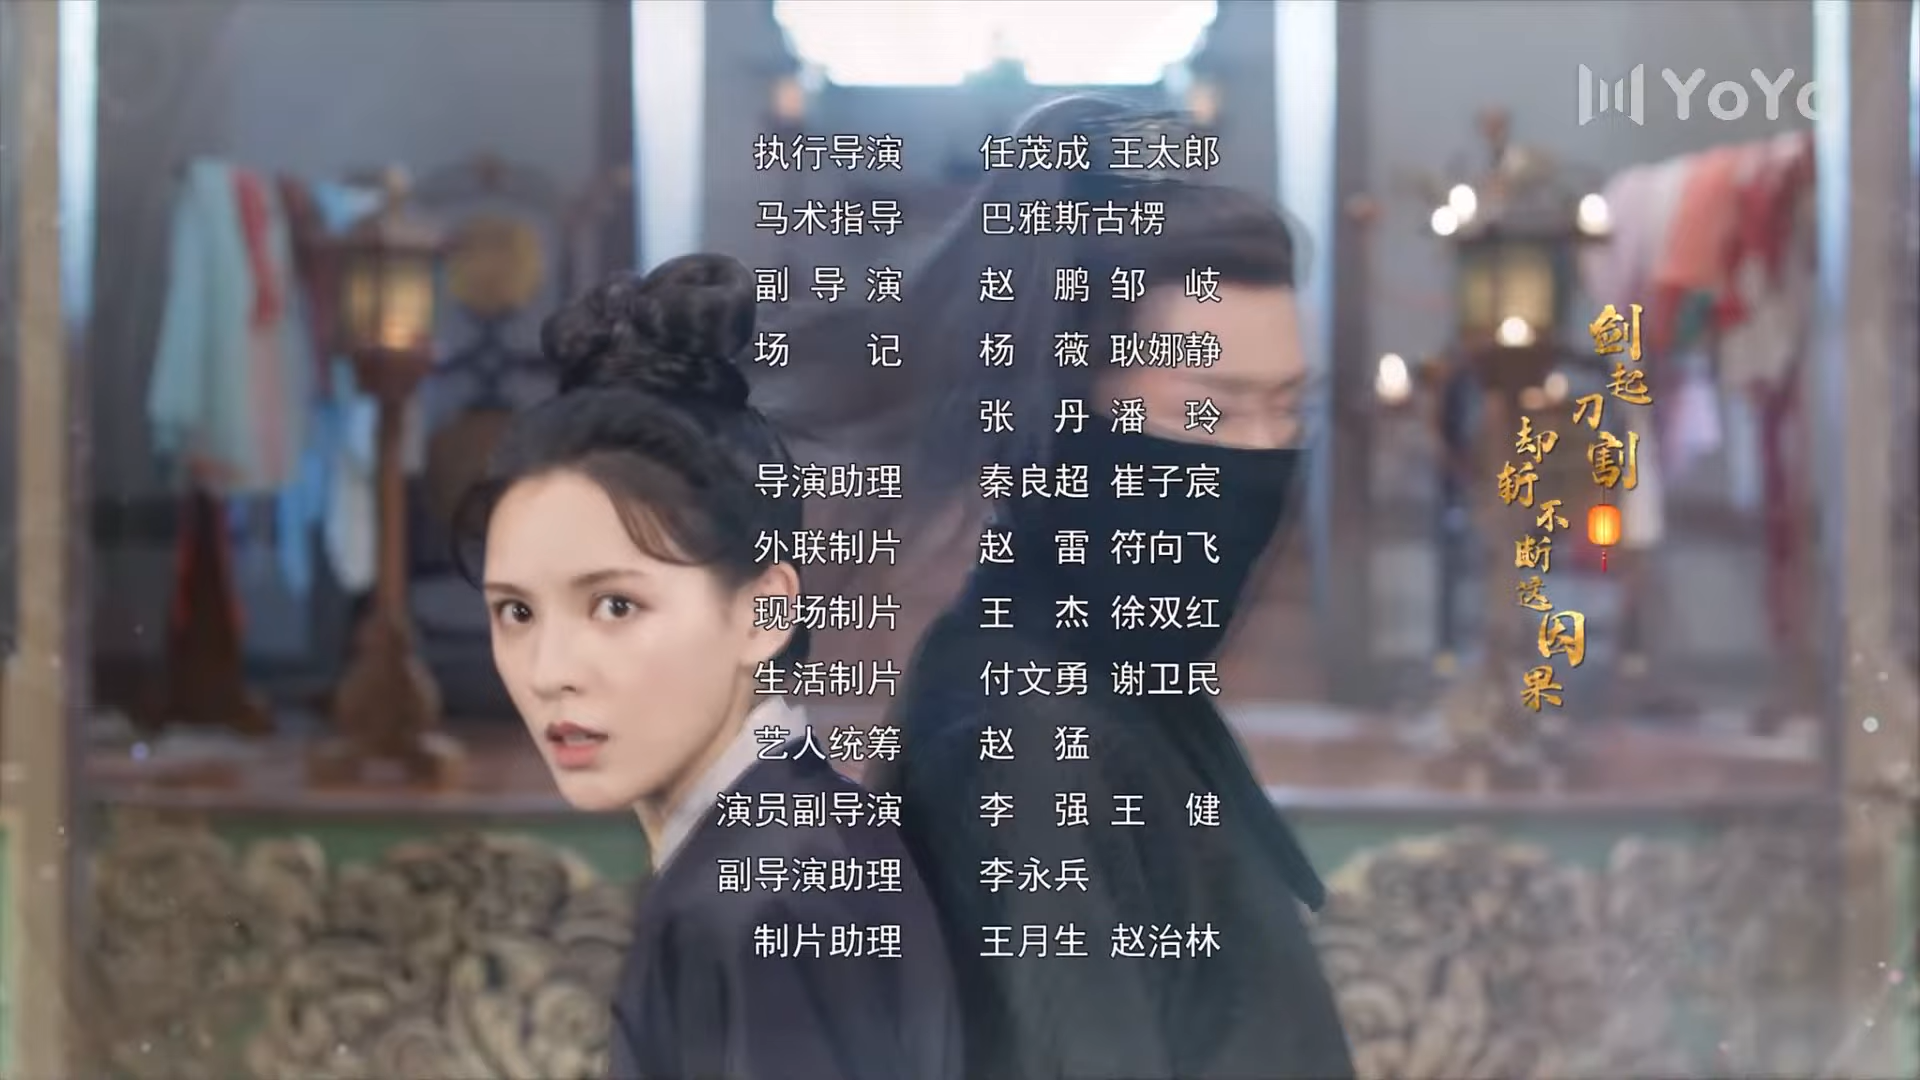 YoYo
执行导演 任茂成 王太郎
马术指导 巴雅斯古楞
副导演 赵鹏 邹岐
场记 杨薇 耿娜静
张丹 潘玲
导演助理 秦良超 崔子宸
外联制片 赵雷 符向飞
现场制片 王杰 徐双红
生活制片 付文勇 谢卫民
艺人统筹 赵猛
演员副导演 李强 王健
副导演助理 李永兵
制片助理 王月生 赵治林
剑起刀割
却斩不断这因果